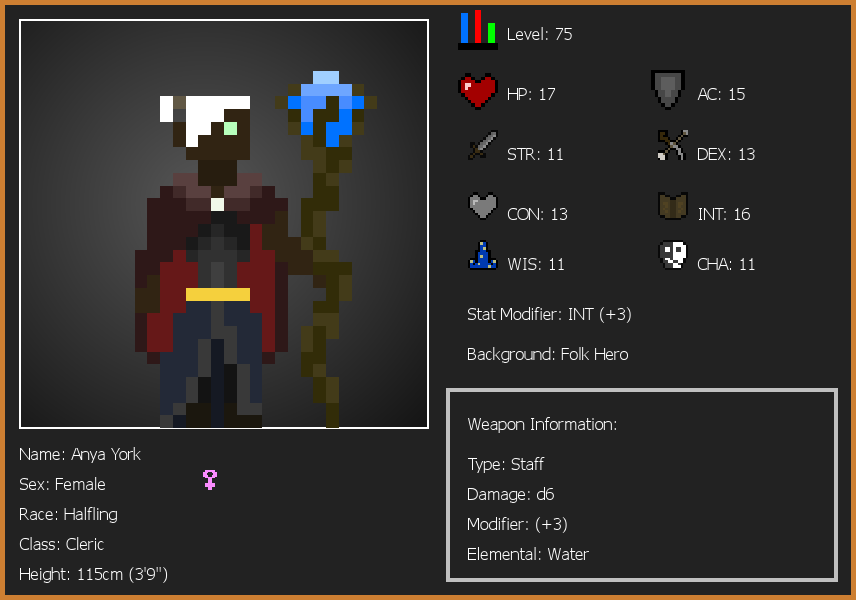 Level: 75
HP: 17
AC: 15
STR: 11
DEX: 13
CON: 13
INT: 16
WIS: 11
CHA: 11
Stat Modifier: INT (+3)
Background: Folk Hero
Weapon Information:
Type: Staff
Damage: d6
Modifier: (+3)
Elemental: Water
Name: Anya York
Sex: Female
Race: Halfling
Class: Cleric
Height: 115cm (3'9")